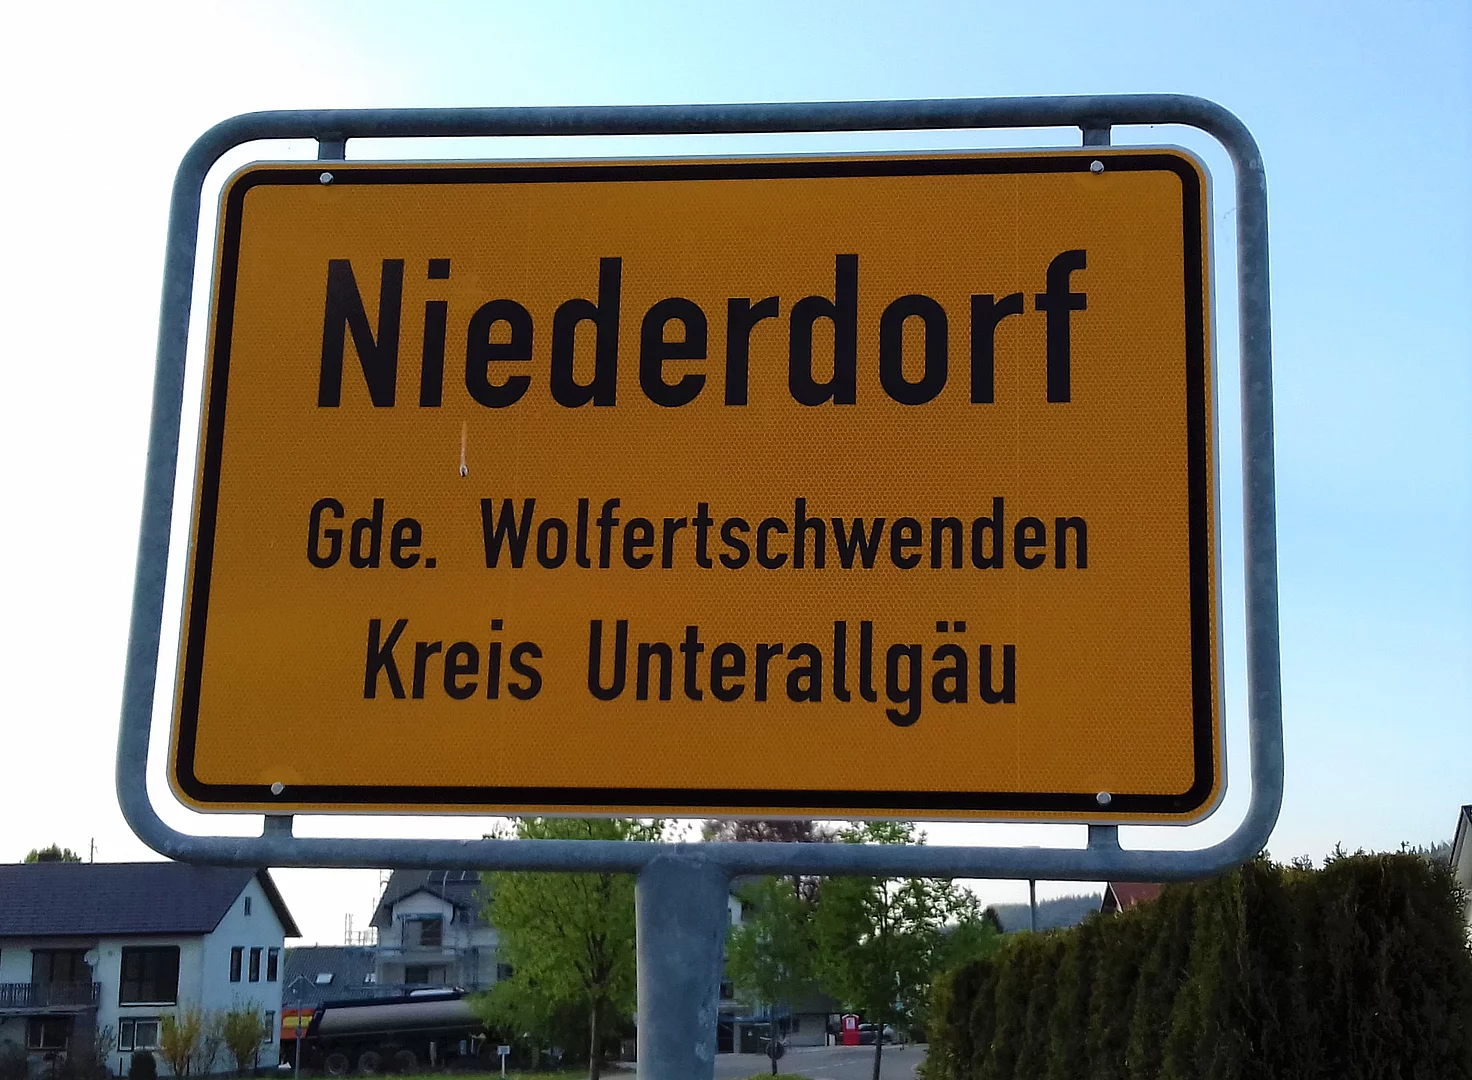 Niederdorf
Gde. Wolfertschwenden
Kreis Unterallgäu